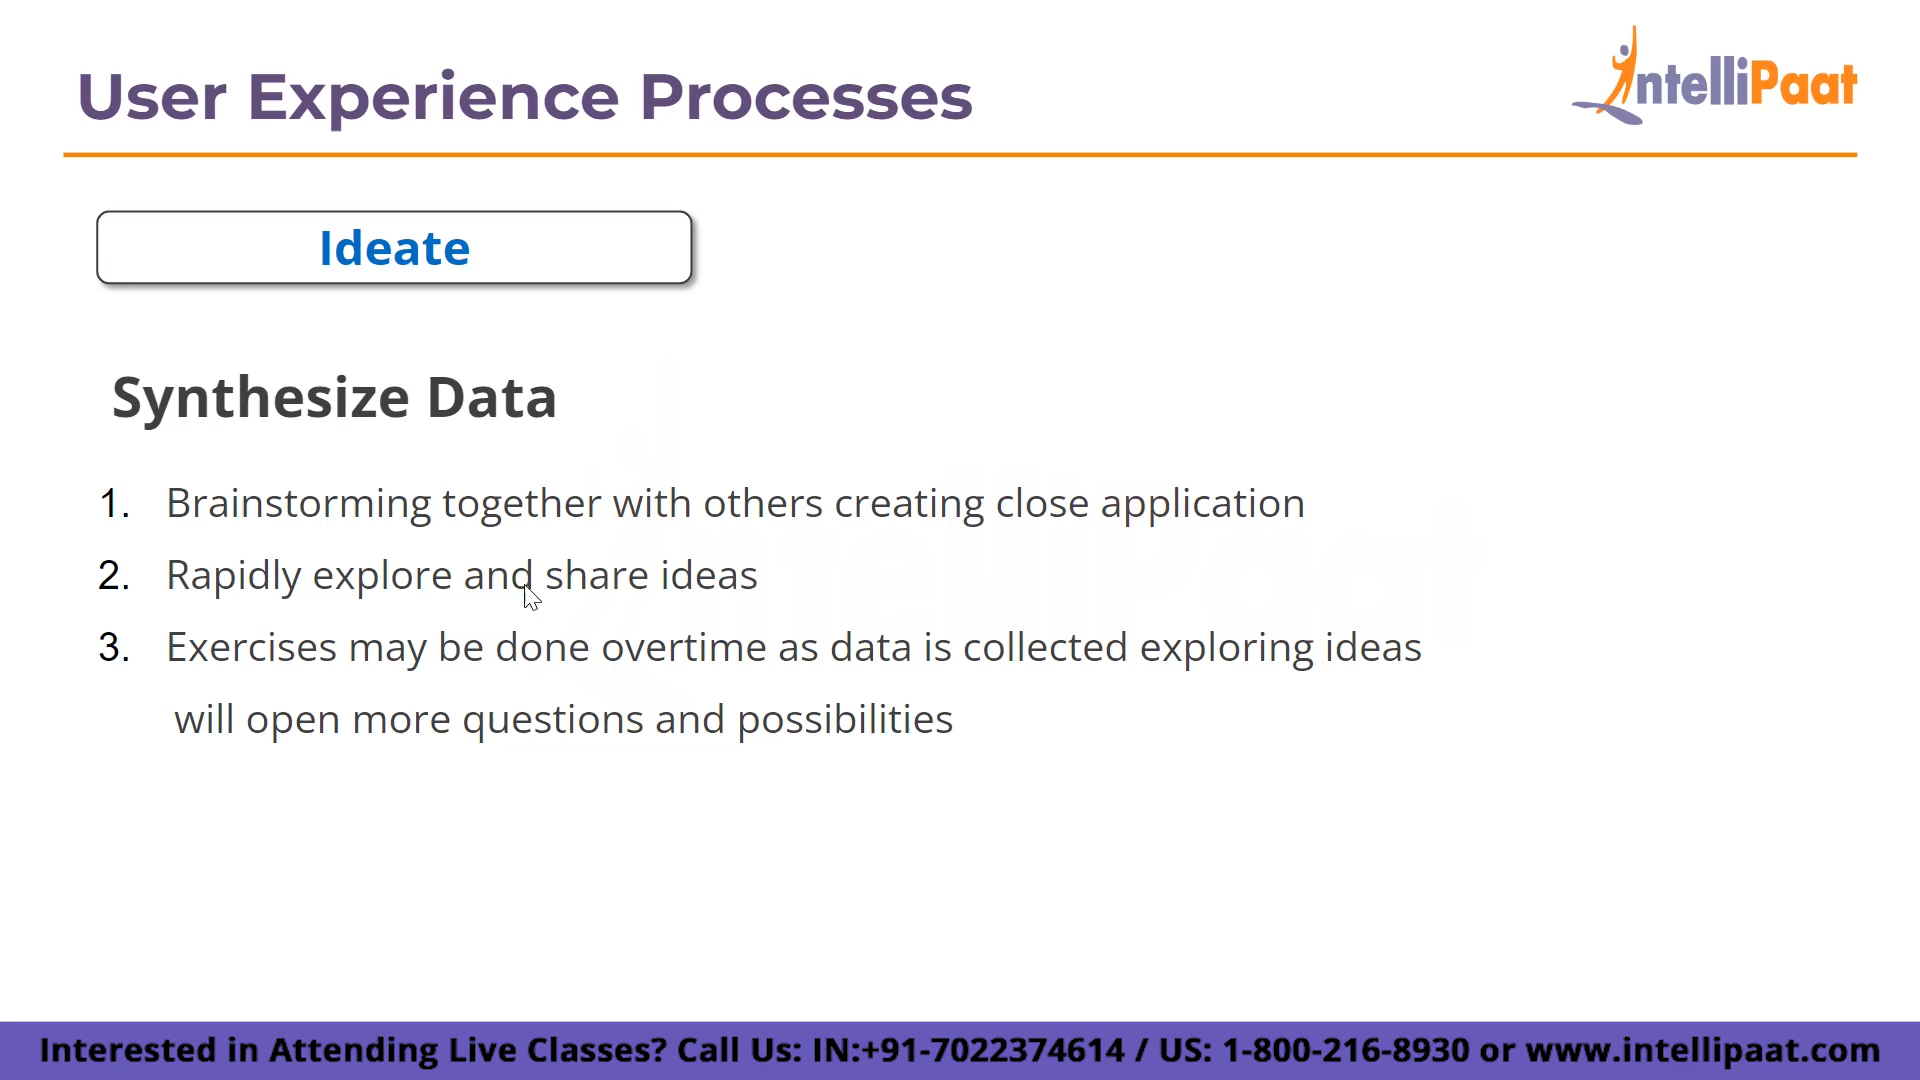 User Experience Processes
IntelliPaat
Ideate
Synthesize Data
1. Brainstorming together with others creating close application
2. Rapidly explore and share ideas
3. Exercises may be done overtime as data is collected exploring ideas
will open more questions and possibilities
Interested in Attending Live Classes? Call Us: IN:+91-7022374614 / US: 1-800-216-8930 or www.intellipaat.com